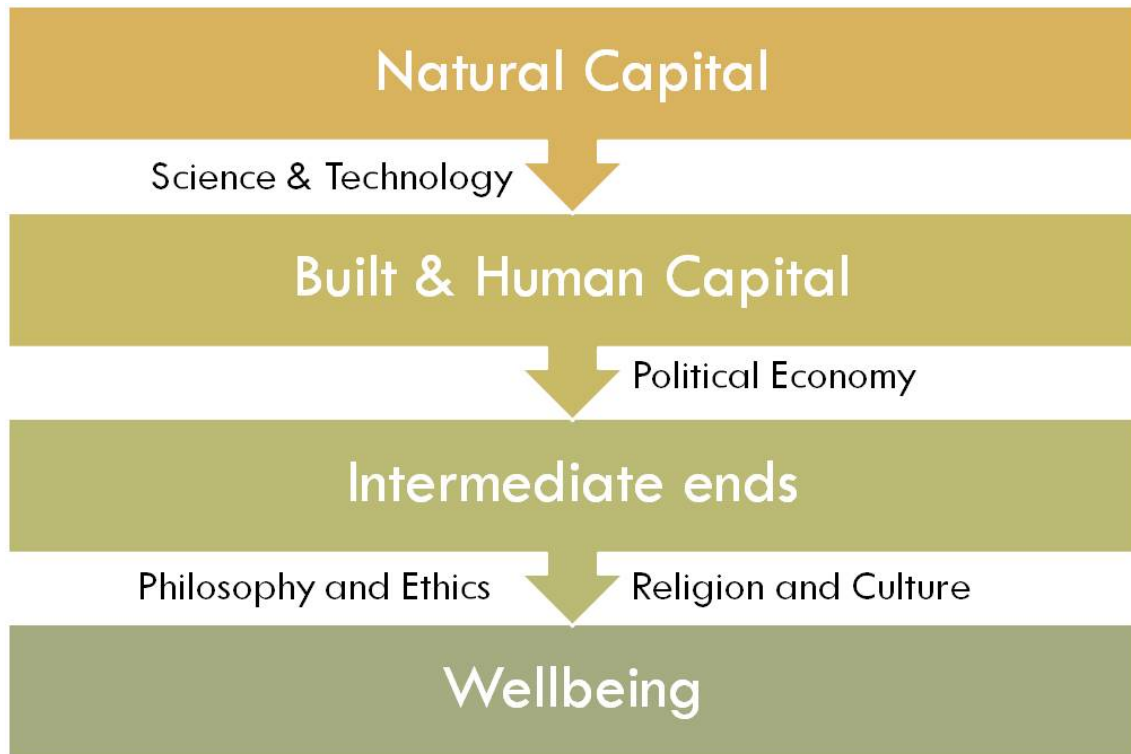 Natural Capital
Science & Technology
Built & Human Capital
Political Economy
Intermediate ends
Philosophy and Ethics
Religion and Culture
Wellbeing